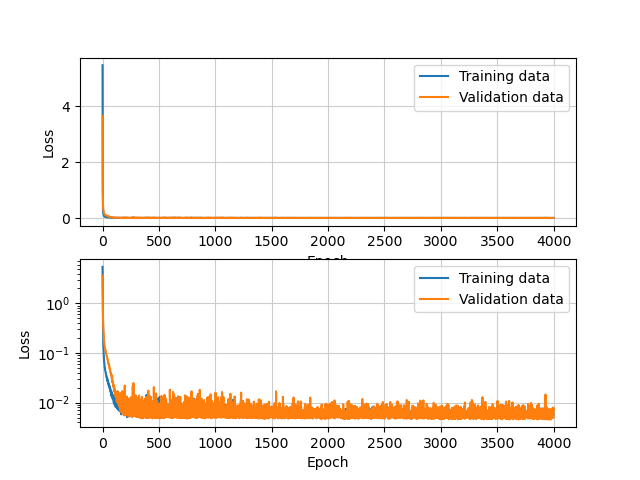 Training data
Validation data
Loss
4
2
0
0 500 1000 1500 2000 2500 3000 3500 4000
Epoch
Training data
Validation data
Loss
10⁰
10⁻¹
10⁻²
0 500 1000 1500 2000 2500 3000 3500 4000
Epoch